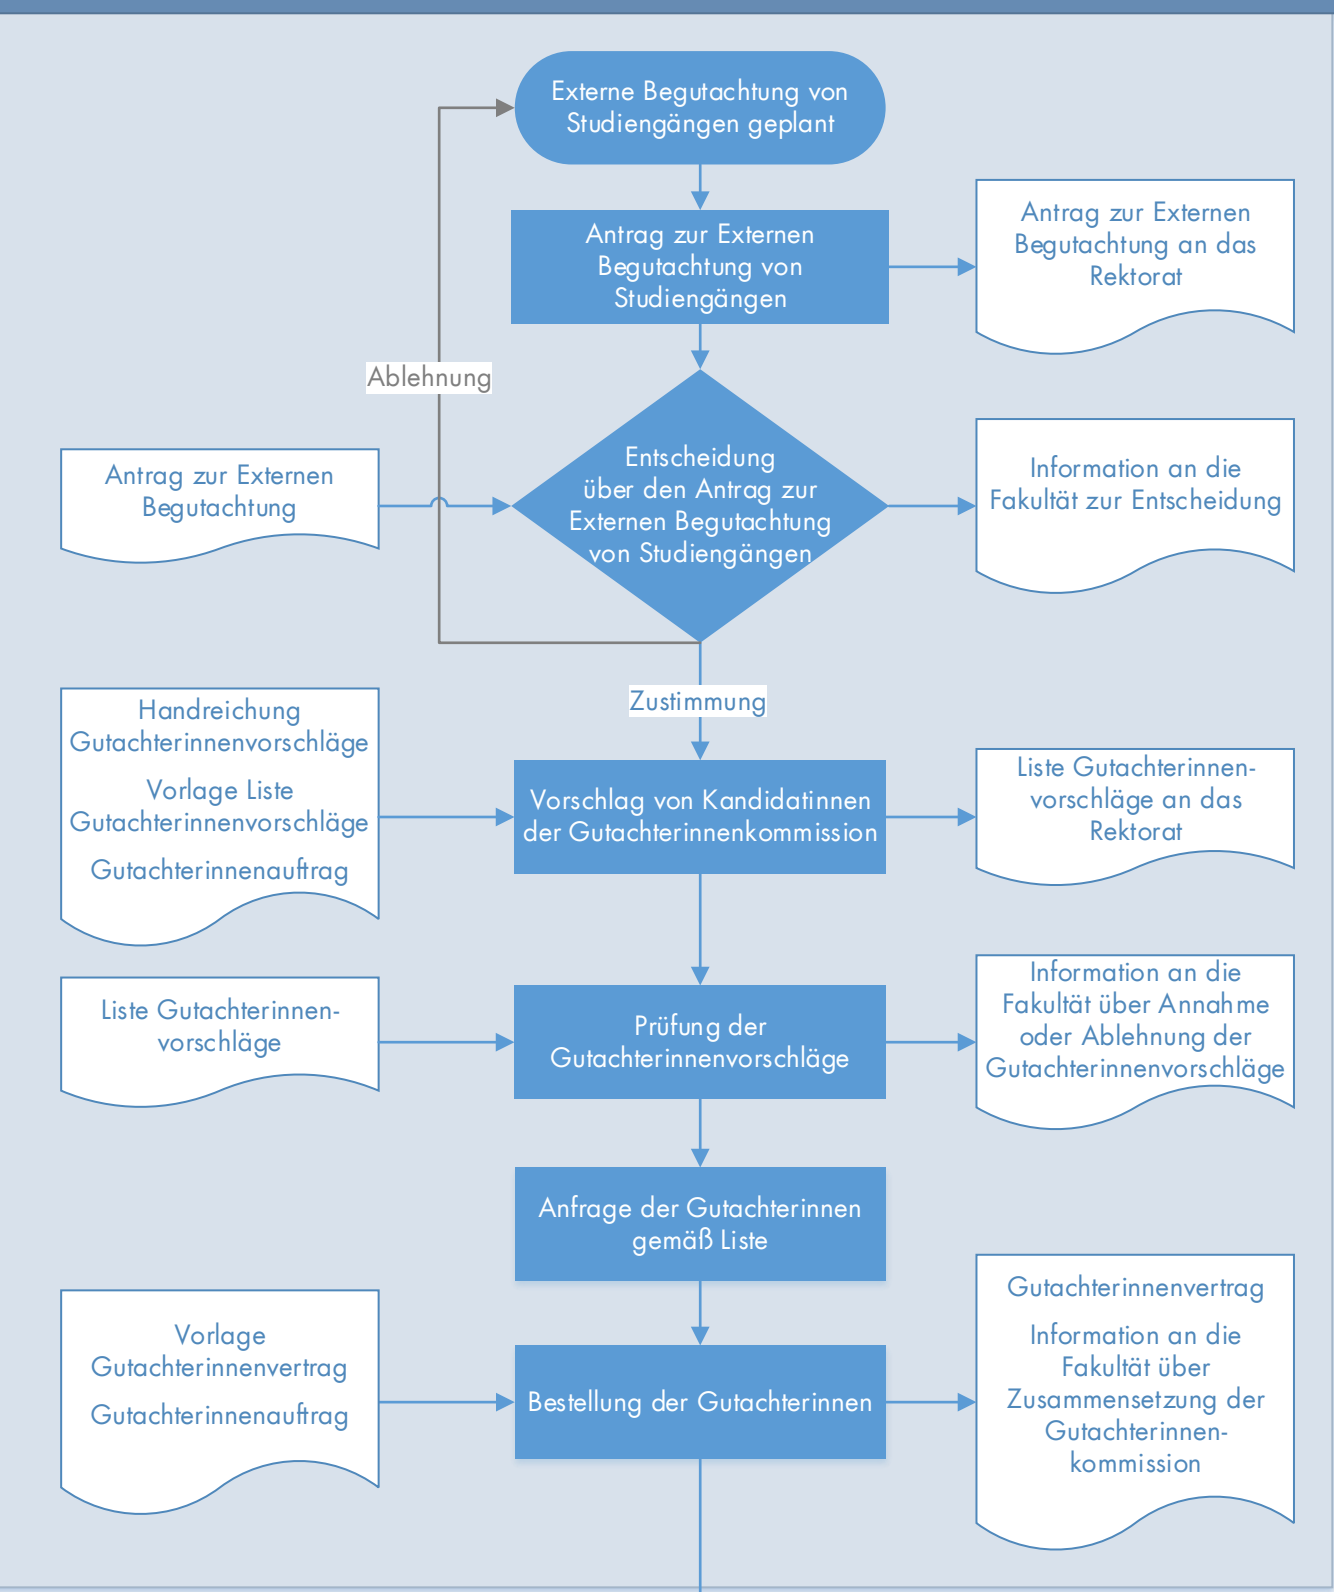 Externe Begutachtung von
Studiengängen geplant
Antrag zur Externen
Begutachtung von
Studiengängen
Antrag zur Externen
Begutachtung an das
Rektorat
Ablehnung
Antrag zur Externen
Begutachtung
Entscheidung
über den Antrag zur
Externen Begutachtung
von Studiengängen
Information an die
Fakultät zur Entscheidung
Zustimmung
Handreichung
Gutachterinnenvorschläge
Vorlage Liste
Gutachterinnenvorschläge
Gutachterinnenauftrag
Vorschlag von Kandidatinnen
der Gutachterinnenkommission
Liste Gutachterinnen-
vorschläge an das
Rektorat
Liste Gutachterinnen-
vorschläge
Prüfung der
Gutachterinnenvorschläge
Information an die
Fakultät über Annahme
oder Ablehnung der
Gutachterinnenvorschläge
Anfrage der Gutachterinnen
gemäß Liste
Vorlage
Gutachterinnenvertrag
Gutachterinnenauftrag
Bestellung der Gutachterinnen
Gutachterinnenvertrag
Information an die
Fakultät über
Zusammensetzung der
Gutachterinnen-
kommission